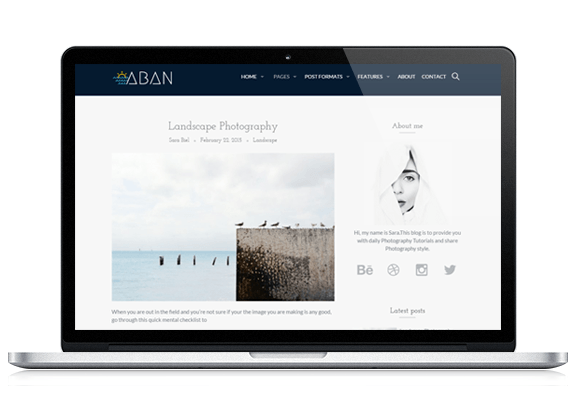 ABAN
HOME PAGES POST FORMATS FEATURES ABOUT CONTACT
Landscape Photography
Sara Biel February 22, 2015 Landscape
When you are out in the field and you're not sure if your the image you are making is any good,
go through this quick mental checklist to
About me
Hi, my name is Sara.This blog is to provide you
with daily Photography Tutorials and share
Photography style.
Bē
Latest posts